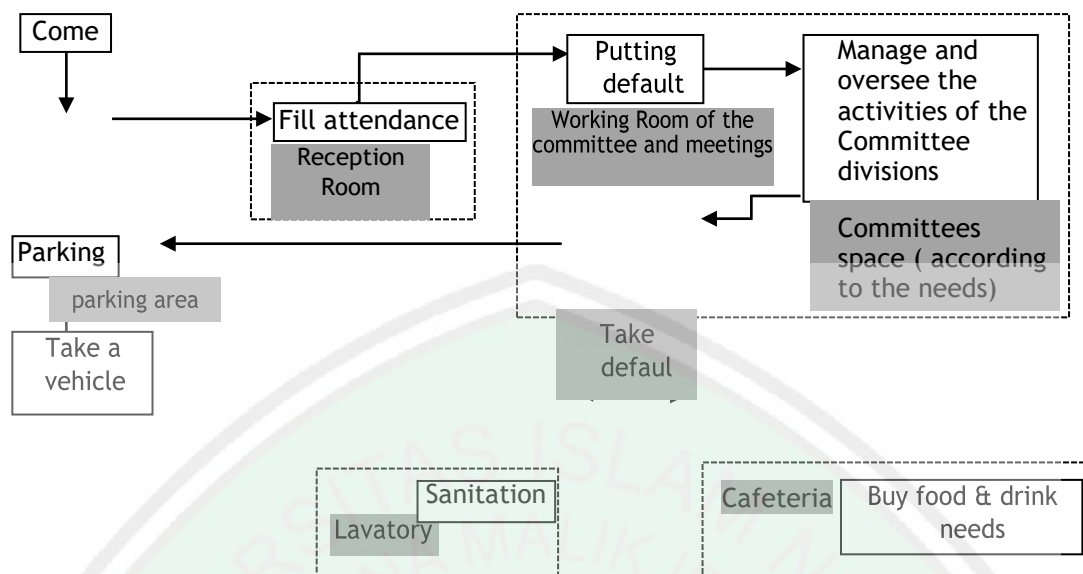 Come
Putting
default
Manage and
oversee the
activities of the
Committee
divisions
Fill attendance
Working Room of the
committee and meetings
Reception
Room
Committees
space ( according
to the needs)
Parking
parking area
Take a
vehicle
Take
defaul
Sanitation
Lavatory
Cafeteria
Buy food & drink
needs